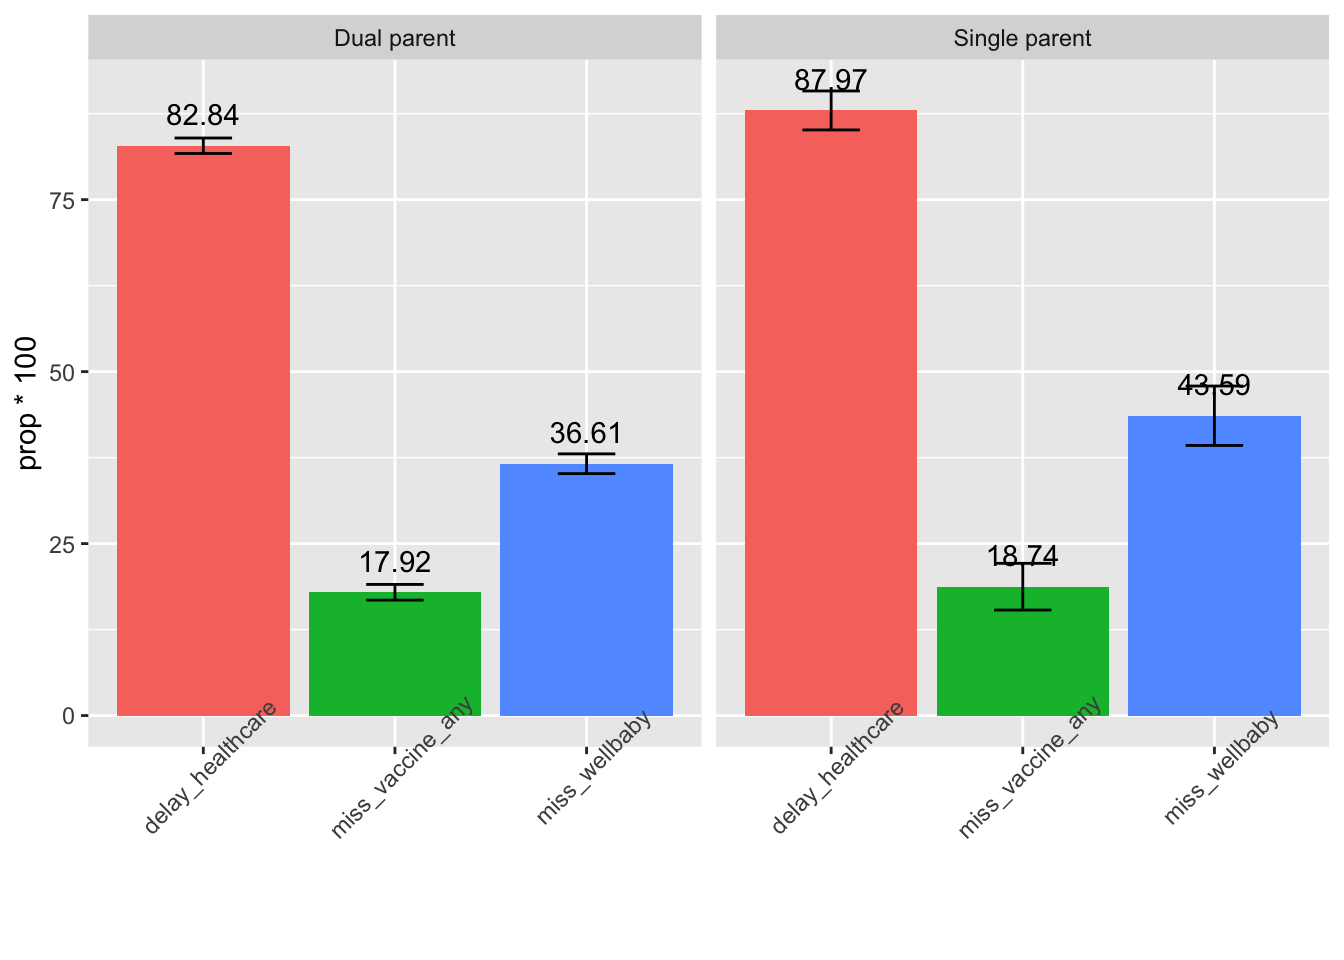 Dual parent
Single parent
prop * 100
75
50
25
0
82.84
17.92
36.61
87.97
18.74
43.59
delay_healthcare
miss_vaccine_any
miss_wellbaby
delay_healthcare
miss_vaccine_any
miss_wellbaby